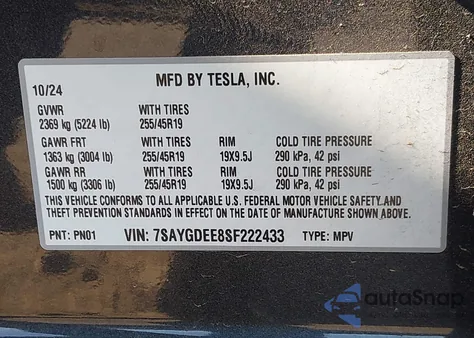 MFD BY TESLA, INC.
10/24
GVWR WITH TIRES
2369 kg (5224 lb) 255/45R19
GAWR FRT WITH TIRES RIM COLD TIRE PRESSURE
1363 kg (3004 lb) 255/45R19 19X9.5J 290 kPa, 42 psi
GAWR RR WITH TIRES RIM COLD TIRE PRESSURE
1500 kg (3306 lb) 255/45R19 19X9.5J 290 kPa, 42 psi
THIS VEHICLE CONFORMS TO ALL APPLICABLE U.S. FEDERAL MOTOR VEHICLE SAFETY AND
THEFT PREVENTION STANDARDS IN EFFECT ON THE DATE OF MANUFACTURE SHOWN ABOVE.
PNT: PN01 VIN: 7SAYGDEE8SF222433 TYPE: MPV
autoSnap